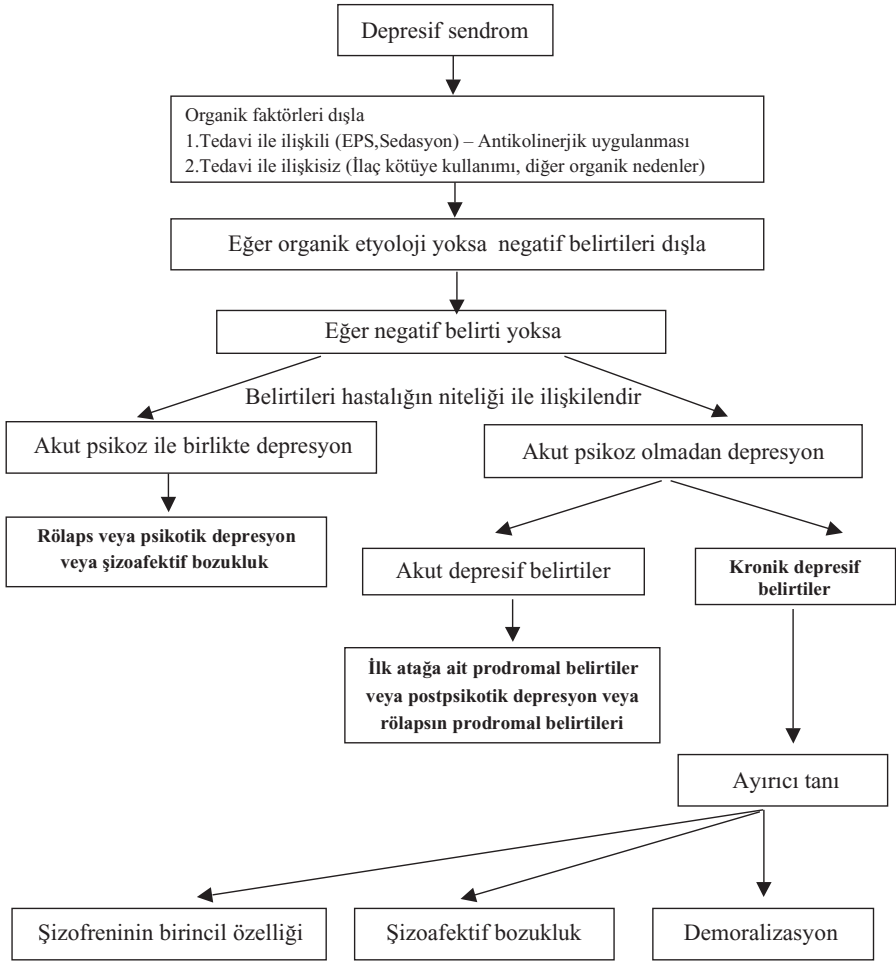 Depresif sendrom
Organik faktörleri dışla
1.Tedavi ile ilişkili (EPS,Sedasyon) – Antikolinerjik uygulanması
2.Tedavi ile ilişkisiz (İlaç kötüye kullanımı, diğer organik nedenler)
Eğer organik etyoloji yoksa negatif belirtileri dışla
Eğer negatif belirti yoksa
Belirtileri hastalığın niteliği ile ilişkilendir
Akut psikoz ile birlikte depresyon
Akut psikoz olmadan depresyon
Rölaps veya psikotik depresyon
veya şizoafektif bozukluk
Akut depresif belirtiler
Kronik depresif
belirtiler
İlk atağa ait prodromal belirtiler
veya postpsikotik depresyon veya
rölapsın prodromal belirtileri
Ayırıcı tanı
Şizofreninin birincil özelliği
Şizoafektif bozukluk
Demoralizasyon